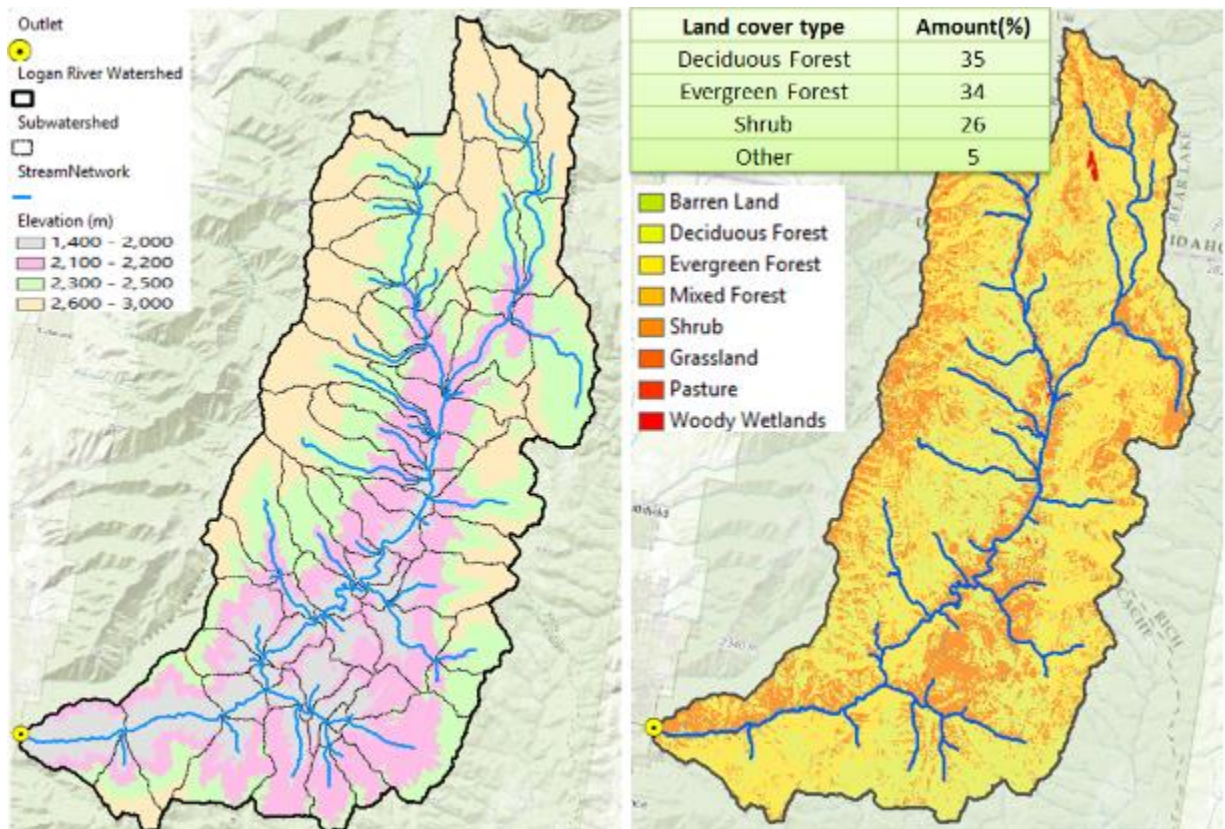 Outlet
Logan River Watershed
Subwatershed
StreamNetwork
Elevation (m)
1,400 - 2,000
2,100 - 2,200
2,300 - 2,500
2,600 - 3,000
Land cover type Amount(%)
Deciduous Forest 35
Evergreen Forest 34
Shrub 26
Other 5
Barren Land
Deciduous Forest
Evergreen Forest
Mixed Forest
Shrub
Grassland
Pasture
Woody Wetlands
BEAR LAKE
IDAHO
CACHE
RICH